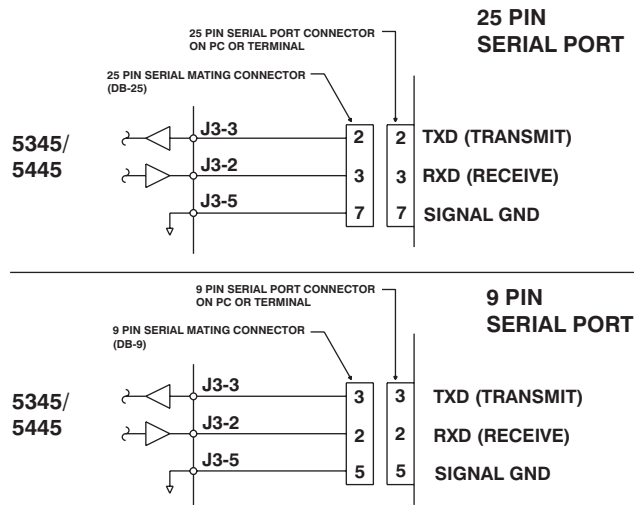 25 PIN
SERIAL PORT
25 PIN SERIAL PORT CONNECTOR
ON PC OR TERMINAL
25 PIN SERIAL MATING CONNECTOR
(DB-25)
5345/
5445
J3-3
2
2
TXD (TRANSMIT)
J3-2
3
3
RXD (RECEIVE)
J3-5
7
7
SIGNAL GND
9 PIN
SERIAL PORT
9 PIN SERIAL PORT CONNECTOR
ON PC OR TERMINAL
9 PIN SERIAL MATING CONNECTOR
(DB-9)
5345/
5445
J3-3
3
3
TXD (TRANSMIT)
J3-2
2
2
RXD (RECEIVE)
J3-5
5
5
SIGNAL GND